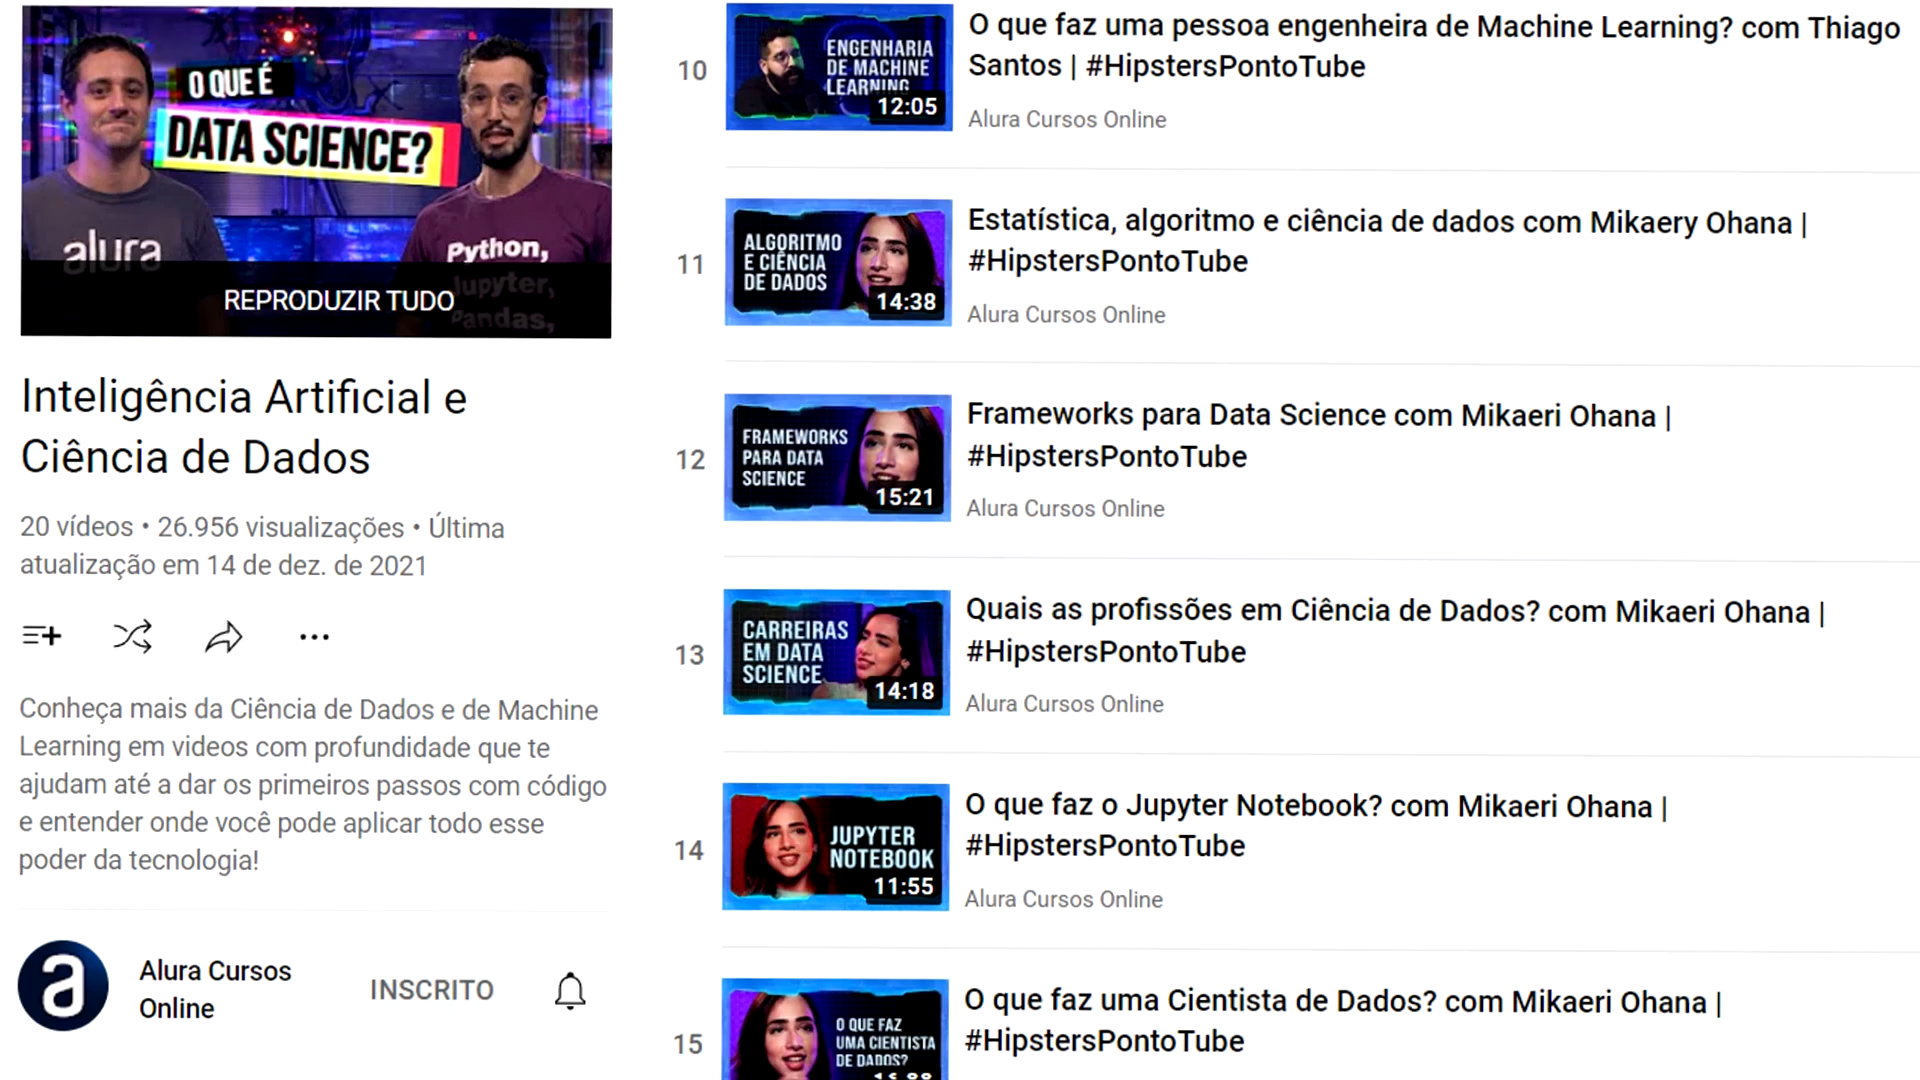 O QUE É
DATA SCIENCE?
alura
Python,
Jupyter,
Pandas,
REPRODUZIR TUDO
Inteligência Artificial e
Ciência de Dados
20 vídeos • 26.956 visualizações • Última
atualização em 14 de dez. de 2021
Conheça mais da Ciência de Dados e de Machine
Learning em videos com profundidade que te
ajudam até a dar os primeiros passos com código
e entender onde você pode aplicar todo esse
poder da tecnologia!
a
Alura Cursos
Online
INSCRITO
10
ENGENHARIA
DE MACHINE
LEARNING
12:05
O que faz uma pessoa engenheira de Machine Learning? com Thiago
Santos | #HipstersPontoTube
Alura Cursos Online
11
ALGORITMO
E CIÊNCIA
DE DADOS
14:38
Estatística, algoritmo e ciência de dados com Mikaery Ohana |
#HipstersPontoTube
Alura Cursos Online
12
FRAMEWORKS
PARA DATA
SCIENCE
15:21
Frameworks para Data Science com Mikaeri Ohana |
#HipstersPontoTube
Alura Cursos Online
13
CARREIRAS
EM DATA
SCIENCE
14:18
Quais as profissões em Ciência de Dados? com Mikaeri Ohana |
#HipstersPontoTube
Alura Cursos Online
14
JUPYTER
NOTEBOOK
11:55
O que faz o Jupyter Notebook? com Mikaeri Ohana |
#HipstersPontoTube
Alura Cursos Online
15
O QUE FAZ
UMA CIENTISTA
DE DADOS?
O que faz uma Cientista de Dados? com Mikaeri Ohana |
#HipstersPontoTube